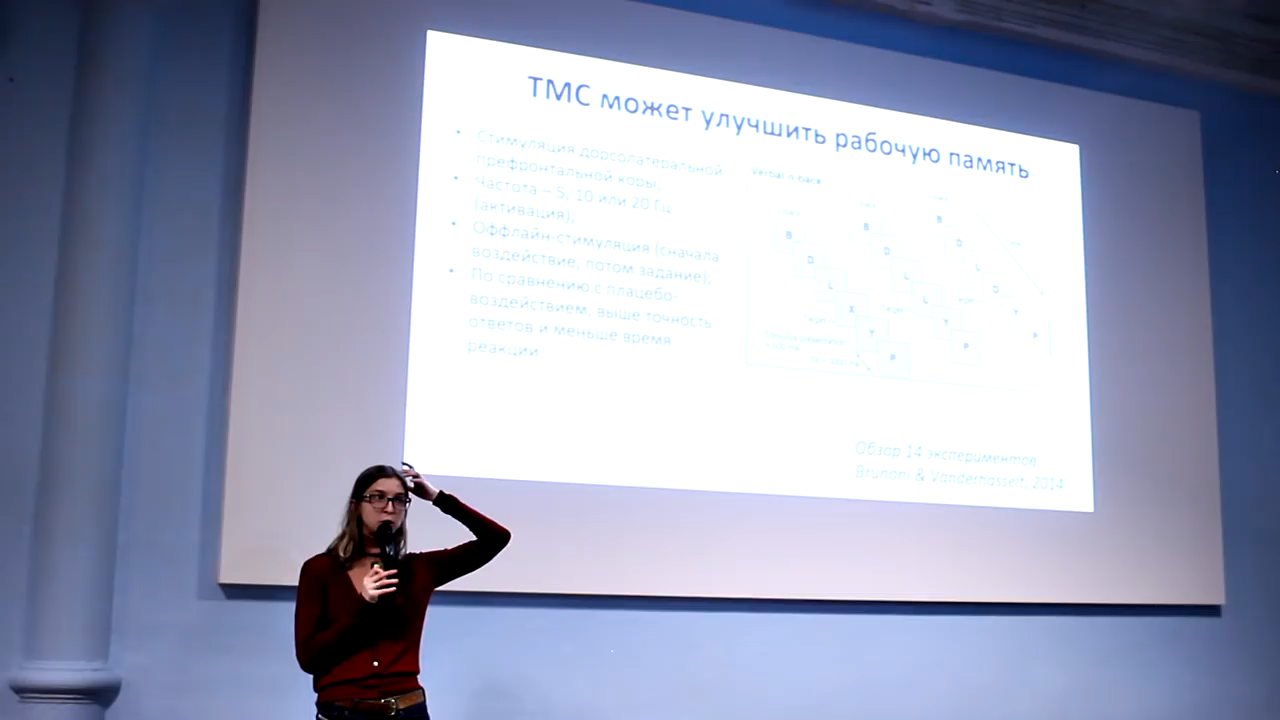 ТМС может улучшить рабочую память
• Стимуляция дорсолатеральной
префронтальной коры,
• Частота – 5, 10 или 20 Гц
(активация),
• Оффлайн-стимуляция (сначала
воздействие, потом задание),
• По сравнению с плацебо-
воздействием, выше точность
ответов и меньше время
реакции
Verbal n-back
B
D
L
X
Y
P
Target
B
D
L
L
Y
P
Target
B
D
L
D
Y
P
Обзор 14 экспериментов
Brunoni & Vanderhasselt, 2014